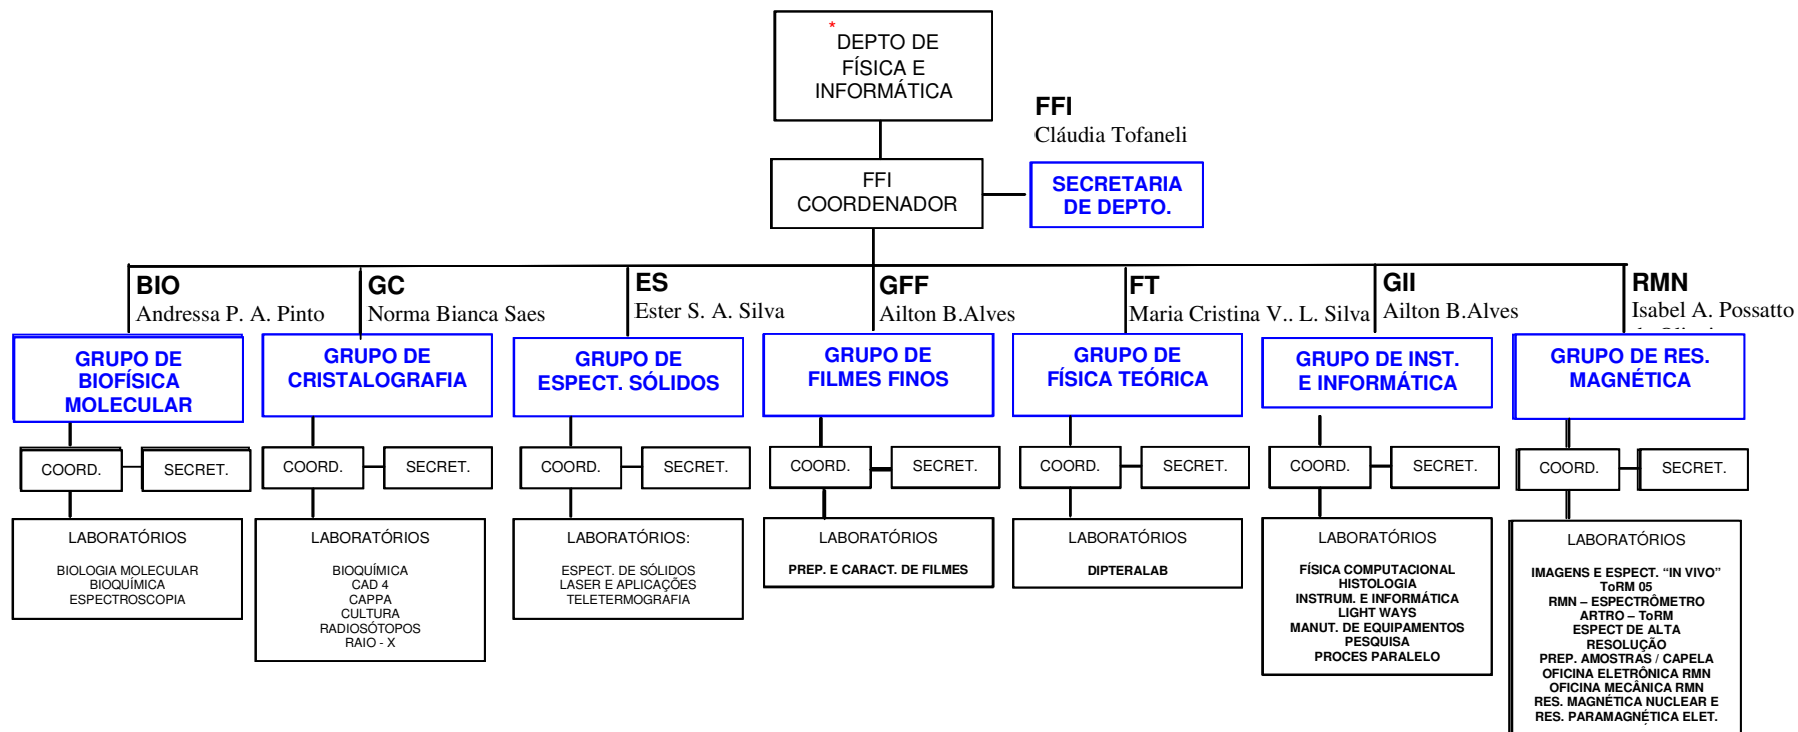 *
DEPTO DE
FÍSICA E
INFORMÁTICA
FFI
Cláudia Tofaneli
FFI
COORDENADOR
SECRETARIA
DE DEPTO.
BIO
Andressa P. A. Pinto
GC
Norma Bianca Saes
ES
Ester S. A. Silva
GFF
Ailton B.Alves
FT
Maria Cristina V.. L. Silva
GII
Ailton B.Alves
RMN
Isabel A. Possatto
GRUPO DE
BIOFÍSICA
MOLECULAR
GRUPO DE
CRISTALOGRAFIA
GRUPO DE
ESPECT. SÓLIDOS
GRUPO DE
FILMES FINOS
GRUPO DE
FÍSICA TEÓRICA
GRUPO DE INST.
E INFORMÁTICA
GRUPO DE RES.
MAGNÉTICA
COORD.
SECRET.
COORD.
SECRET.
COORD.
SECRET.
COORD.
SECRET.
COORD.
SECRET.
COORD.
SECRET.
COORD.
SECRET.
LABORATÓRIOS
BIOLOGIA MOLECULAR
BIOQUÍMICA
ESPECTROSCOPIA
LABORATÓRIOS
BIOQUÍMICA
CAD 4
CAPPA
CULTURA
RADIOSÓTOPOS
RAIO - X
LABORATÓRIOS:
ESPECT. DE SÓLIDOS
LASER E APLICAÇÕES
TELETERMOGRAFIA
LABORATÓRIOS
PREP. E CARACT. DE FILMES
LABORATÓRIOS
DIPTERALAB
LABORATÓRIOS
FÍSICA COMPUTACIONAL
HISTOLOGIA
INSTRUM. E INFORMÁTICA
LIGHT WAYS
MANUT. DE EQUIPAMENTOS
PESQUISA
PROCES PARALELO
LABORATÓRIOS
IMAGENS E ESPECT. “IN VIVO”
ToRM 05
RMN – ESPECTRÔMETRO
ARTRO – ToRM
ESPECT DE ALTA
RESOLUÇÃO
PREP. AMOSTRAS / CAPELA
OFICINA ELETRÔNICA RMN
OFICINA MECÂNICA RMN
RES. MAGNÉTICA NUCLEAR E
RES. PARAMAGNÉTICA ELET.